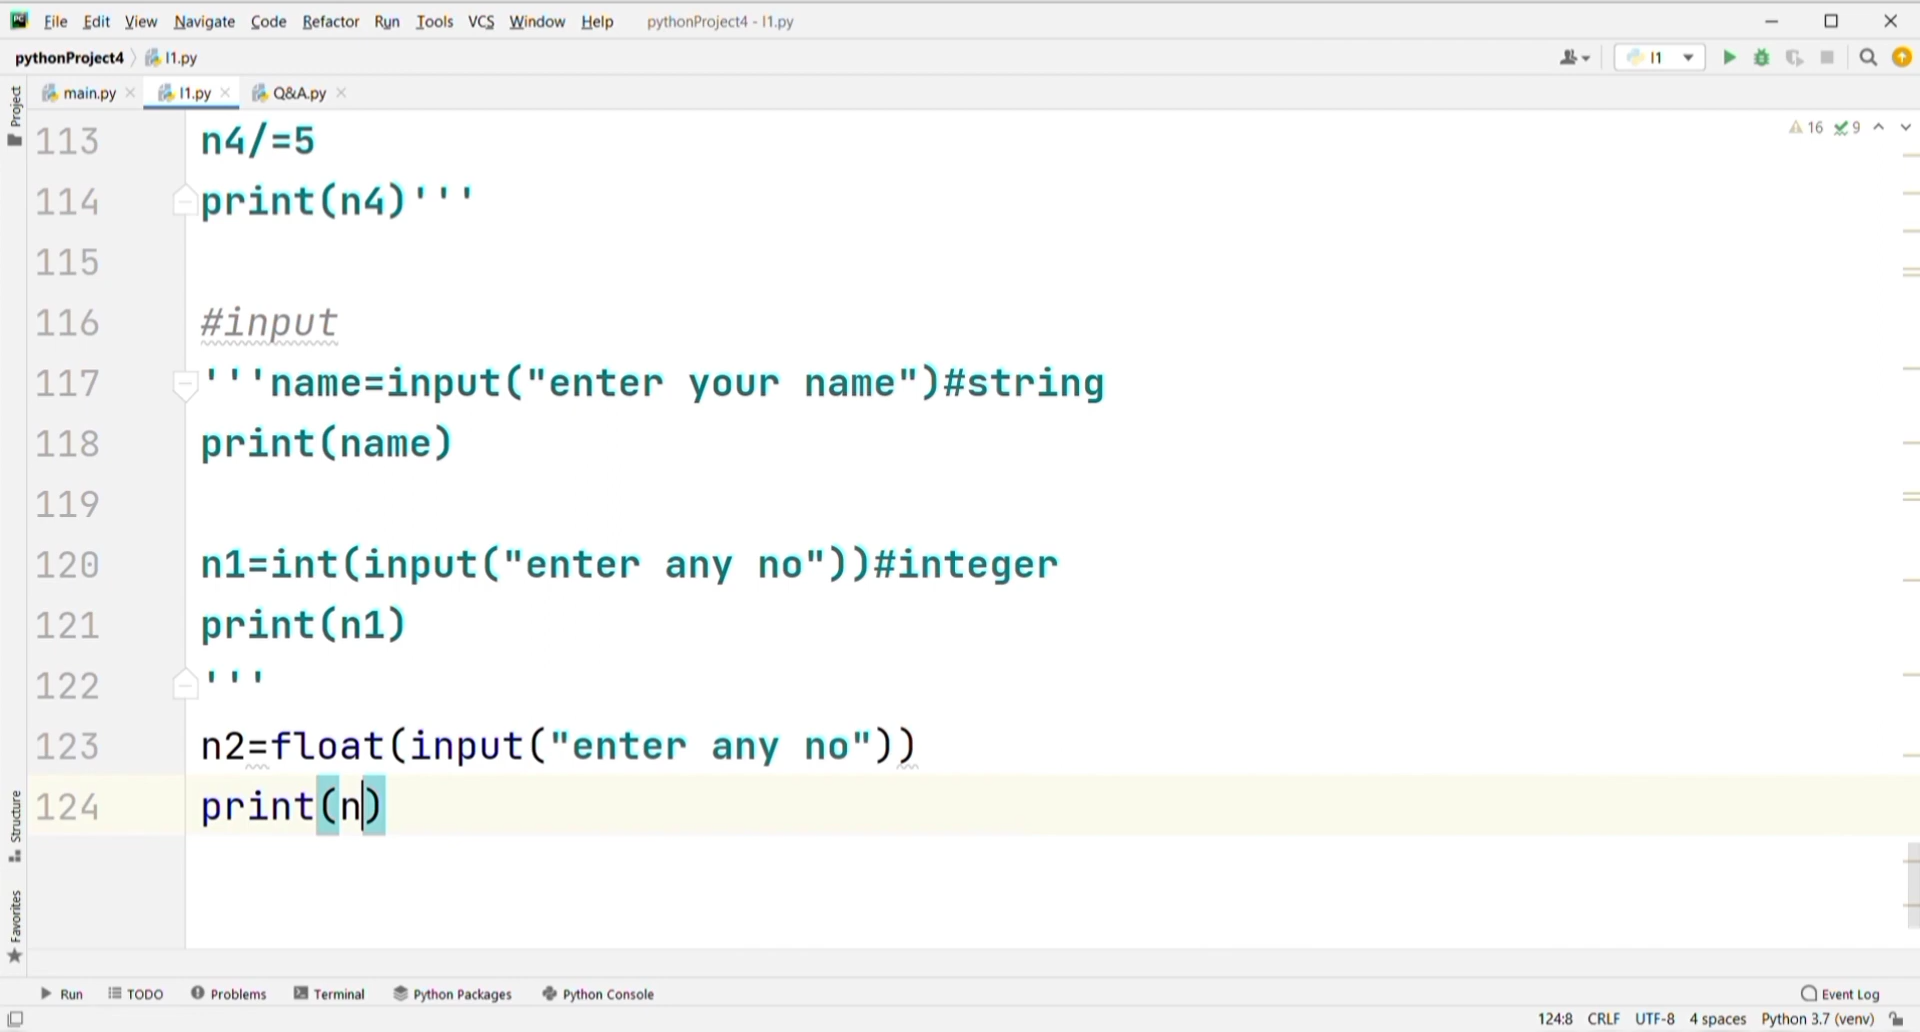 File Edit View Navigate Code Refactor Run Tools VCS Window Help pythonProject4 - l1.py
pythonProject4 l1.py l1
main.py l1.py Q&A.py
Project
16 9
113 n4/=5
114 print(n4)'''
115
116 #input
117 '''name=input("enter your name")#string
118 print(name)
119
120 n1=int(input("enter any no"))#integer
121 print(n1)
122 '''
123 n2=float(input("enter any no"))
124 print(n)
Structure
Favorites
Run TODO Problems Terminal Python Packages Python Console Event Log
124:8 CRLF UTF-8 4 spaces Python 3.7 (venv)